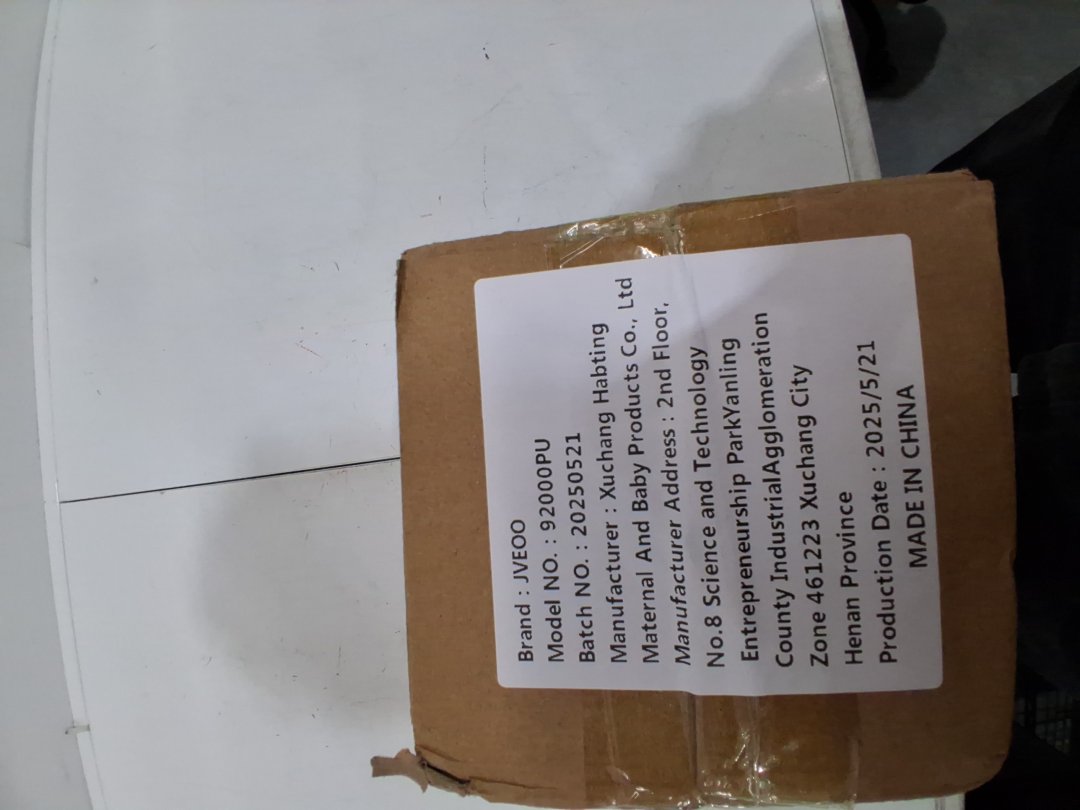 Brand : JVEOO
Model NO. : 92000PU
Batch NO. : 20250521
Manufacturer : Xuchang Habting
Maternal And Baby Products Co., Ltd
Manufacturer Address : 2nd Floor,
No.8 Science and Technology
Entrepreneurship ParkYanling
County IndustrialAgglomeration
Zone 461223 Xuchang City
Henan Province
Production Date : 2025/5/21
MADE IN CHINA